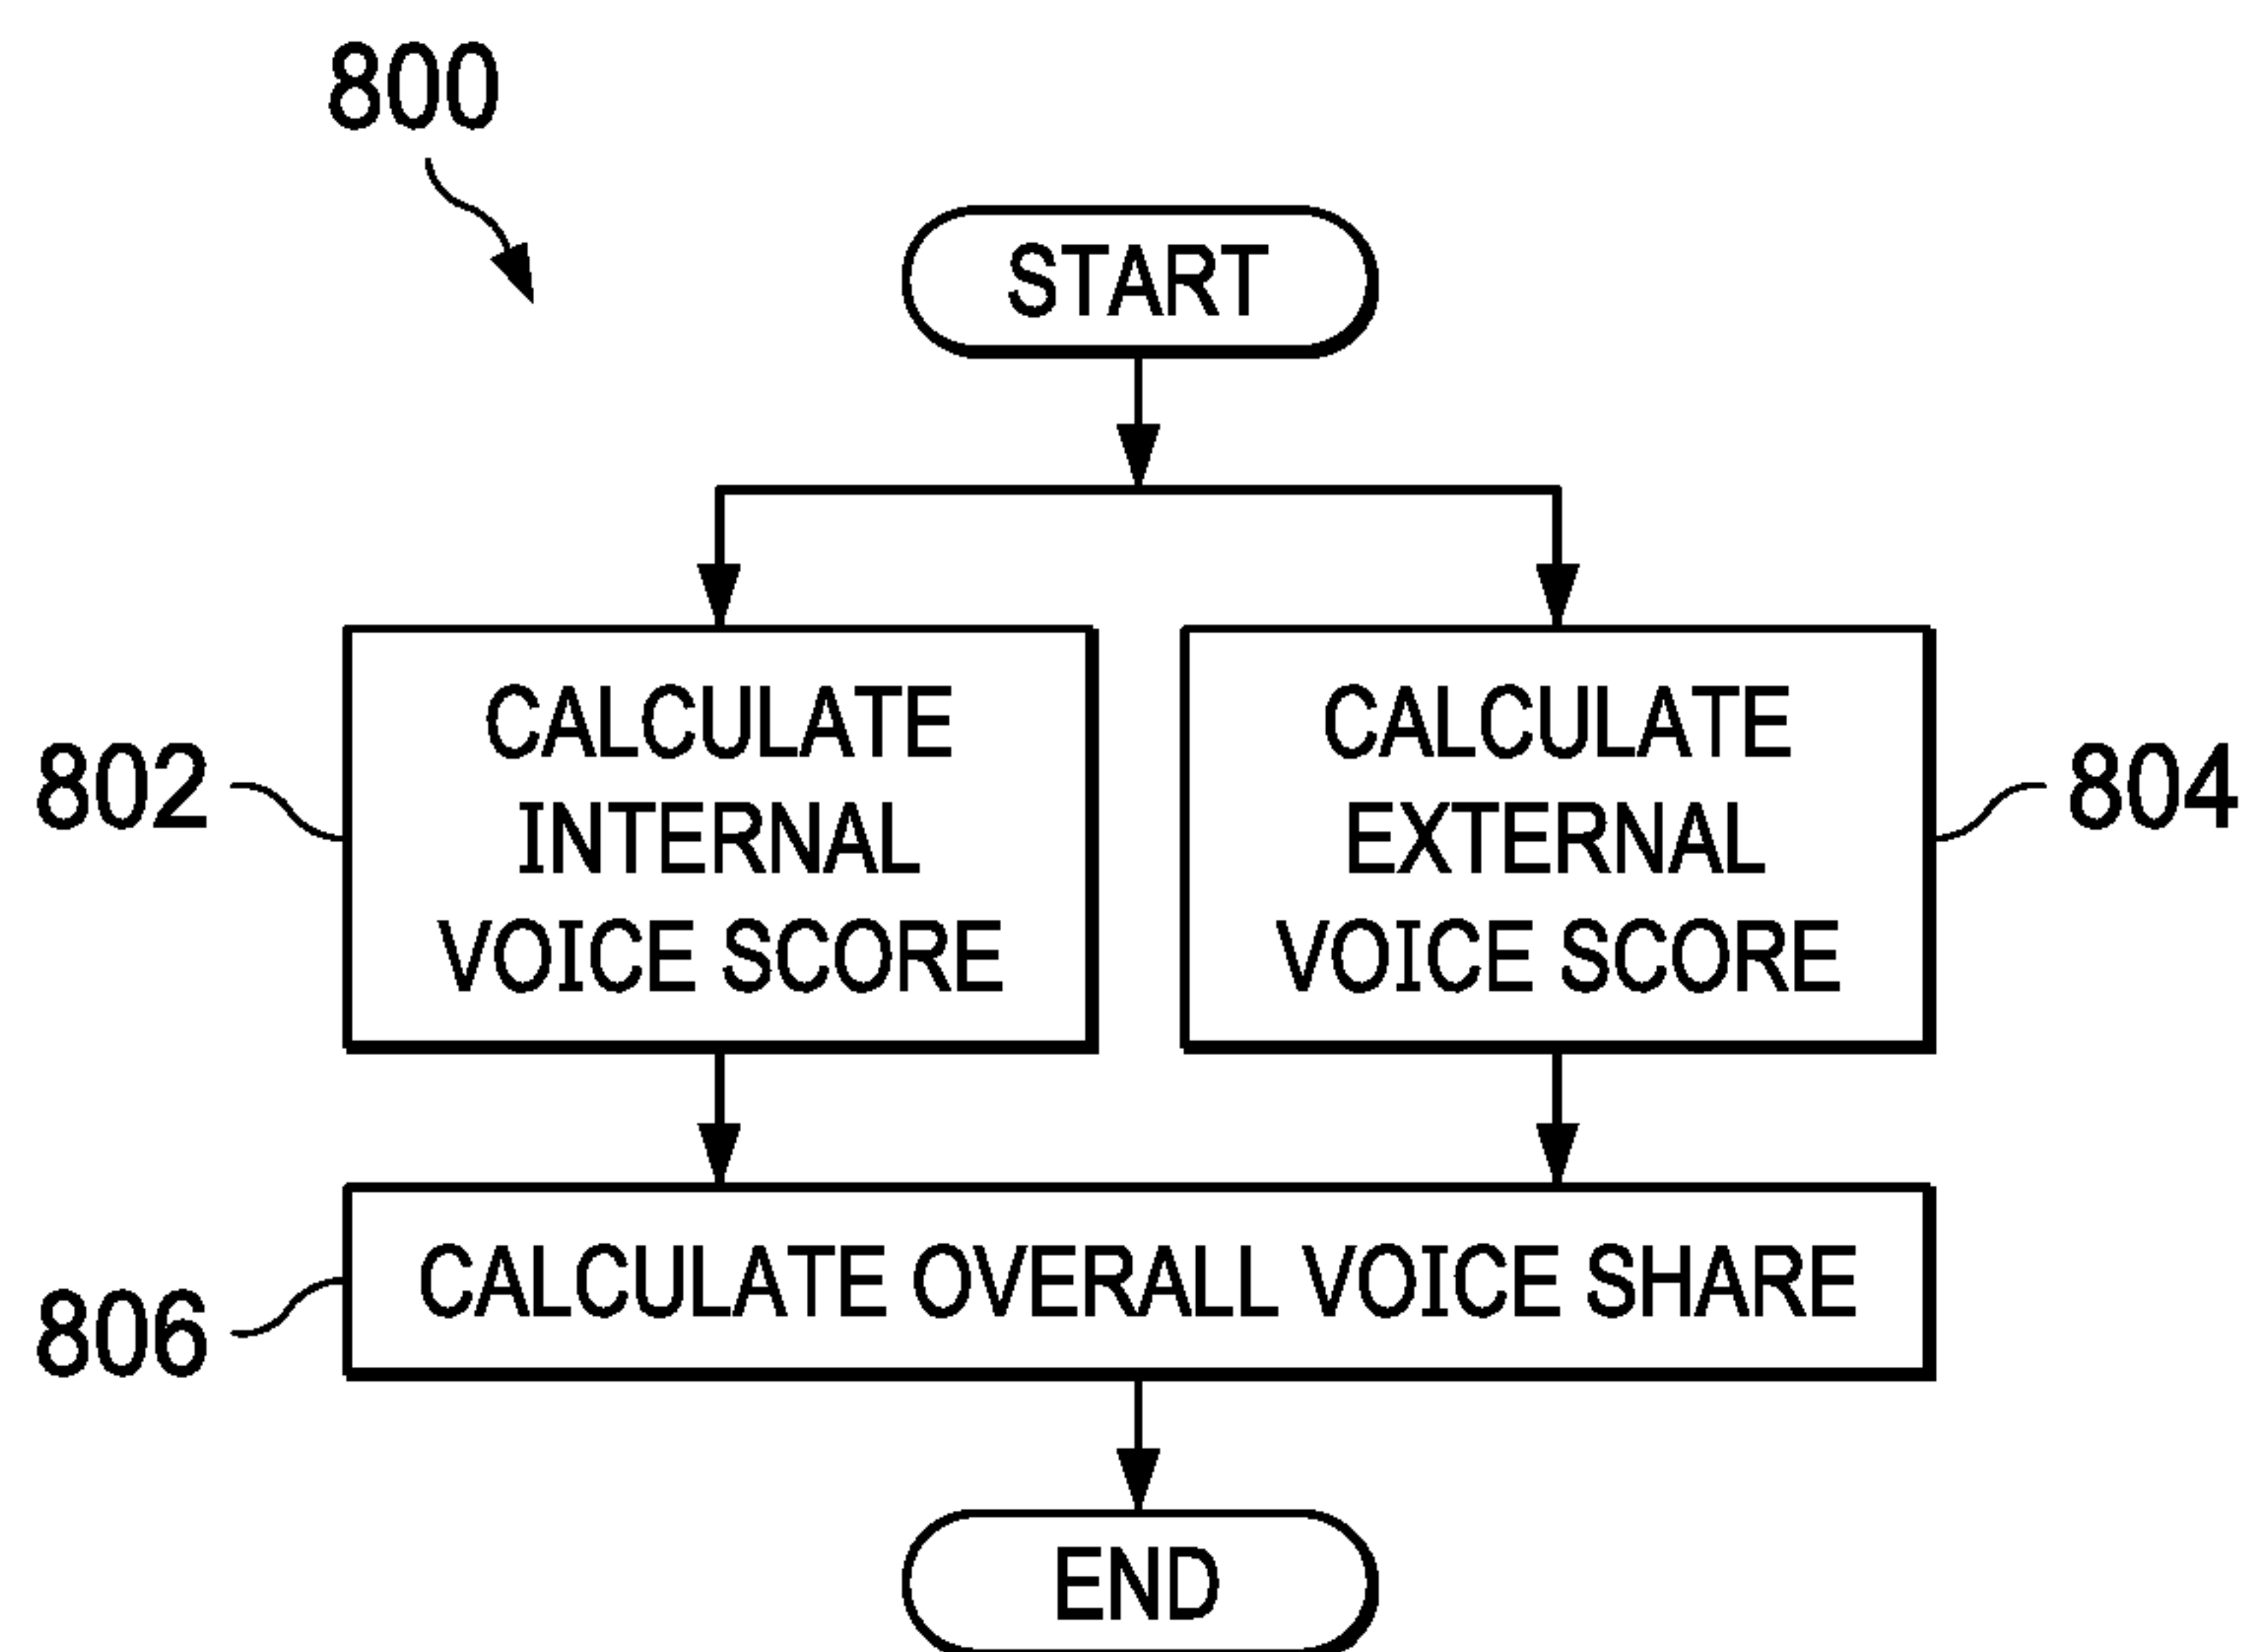 800
START
CALCULATE
INTERNAL
VOICE SCORE
802
CALCULATE
EXTERNAL
VOICE SCORE
804
CALCULATE OVERALL VOICE SHARE
806
END